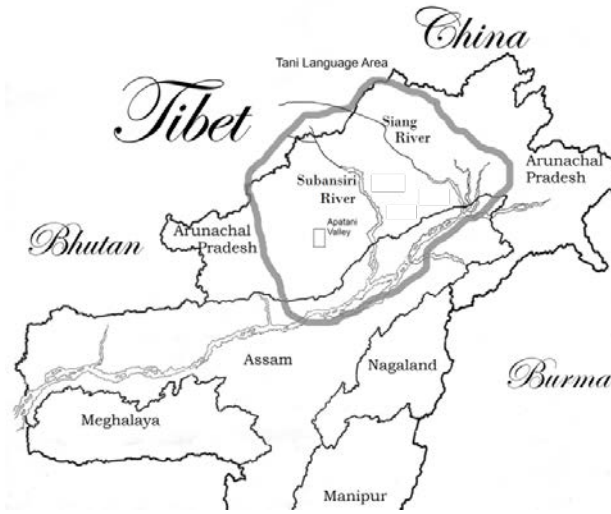 China
Tani Language Area
Tibet
Siang
River
Arunachal
Pradesh
Subansiri
River
Apatani
Valley
Arunachal
Pradesh
Bhutan
Assam
Nagaland
Burma
Meghalaya
Manipur